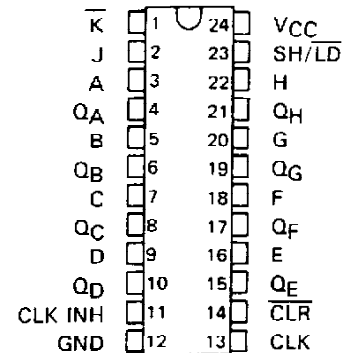 K̅ 1 24 VCC
J 2 23 SH/L̅D̅
A 3 22 H
QA 4 21 QH
B 5 20 G
QB 6 19 QG
C 7 18 F
QC 8 17 QF
D 9 16 E
QD 10 15 QE
CLK INH 11 14 C̅L̅R̅
GND 12 13 CLK